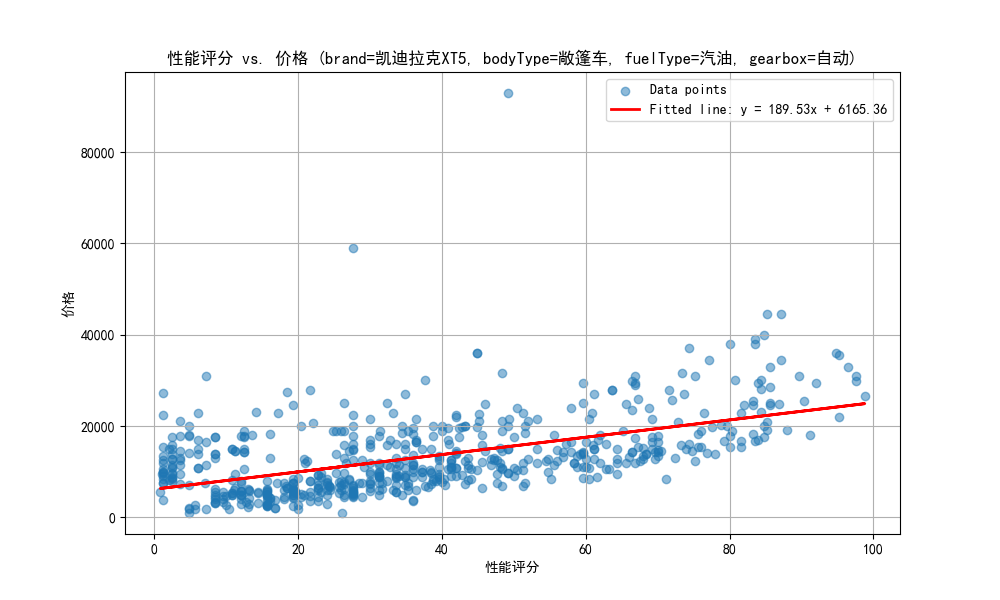 性能评分 vs. 价格 (brand=凯迪拉克XT5, bodyType=敞篷车, fuelType=汽油, gearbox=自动)
Data points
Fitted line: y = 189.53x + 6165.36
80000
60000
40000
20000
0
价格
0 20 40 60 80 100
性能评分